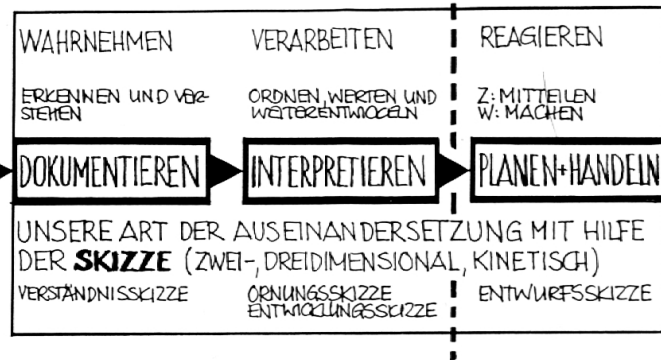 WAHRNEHMEN VERARBEITEN REAGIEREN
ERKENNEN UND VER- ORDNEN, WERTEN UND Z: MITTEILEN
STEHEN WEITERZENTWICKELN W: MACHEN
DOKUMENTIEREN INTERPRETIEREN PLANEN+HANDELN
UNSERE ART DER AUSEINANDERSETZUNG MIT HILFE
DER SKIZZE (ZWEI-, DREIDIMENSIONAL, KINETISCH)
VERSTÄNDNISSKIZZE ORNUNGSSKIZZE ENTWURFSSKIZZE
ENTWICKLUNGSSKIZZE